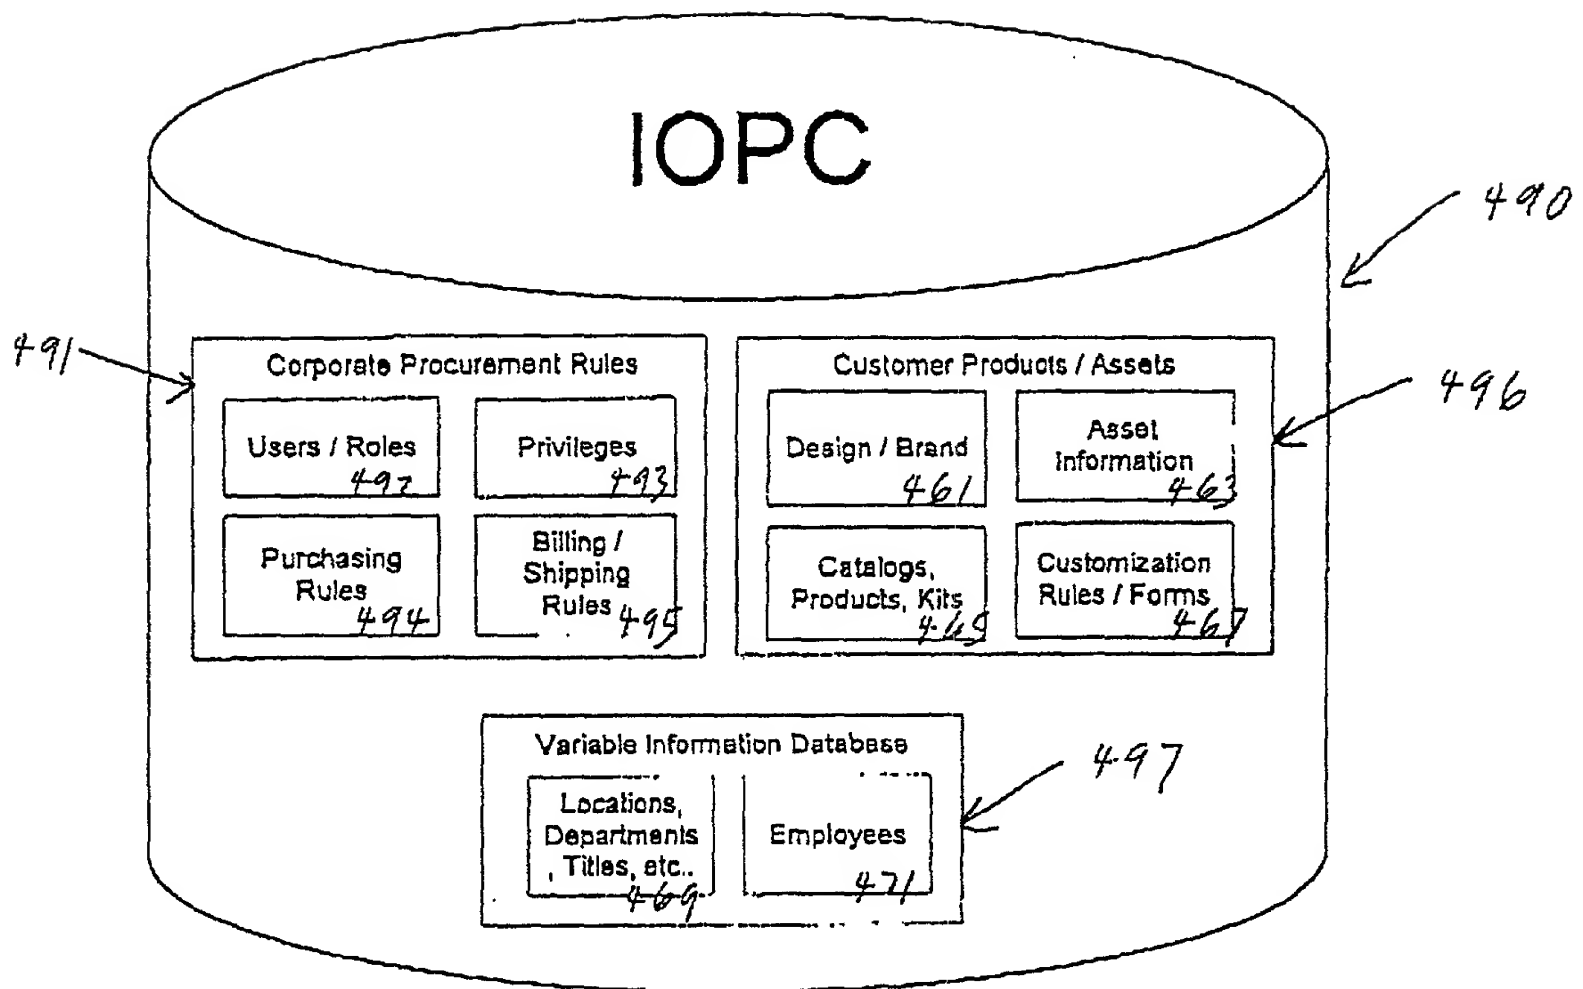 IOPC
490
491
Corporate Procurement Rules
Users / Roles
492
Privileges
493
Purchasing
Rules
494
Billing /
Shipping
Rules
495
Customer Products / Assets
496
Design / Brand
461
Asset
Information
463
Catalogs,
Products, Kits
465
Customization
Rules / Forms
467
Variable Information Database
497
Locations,
Departments
, Titles, etc..
469
Employees
471